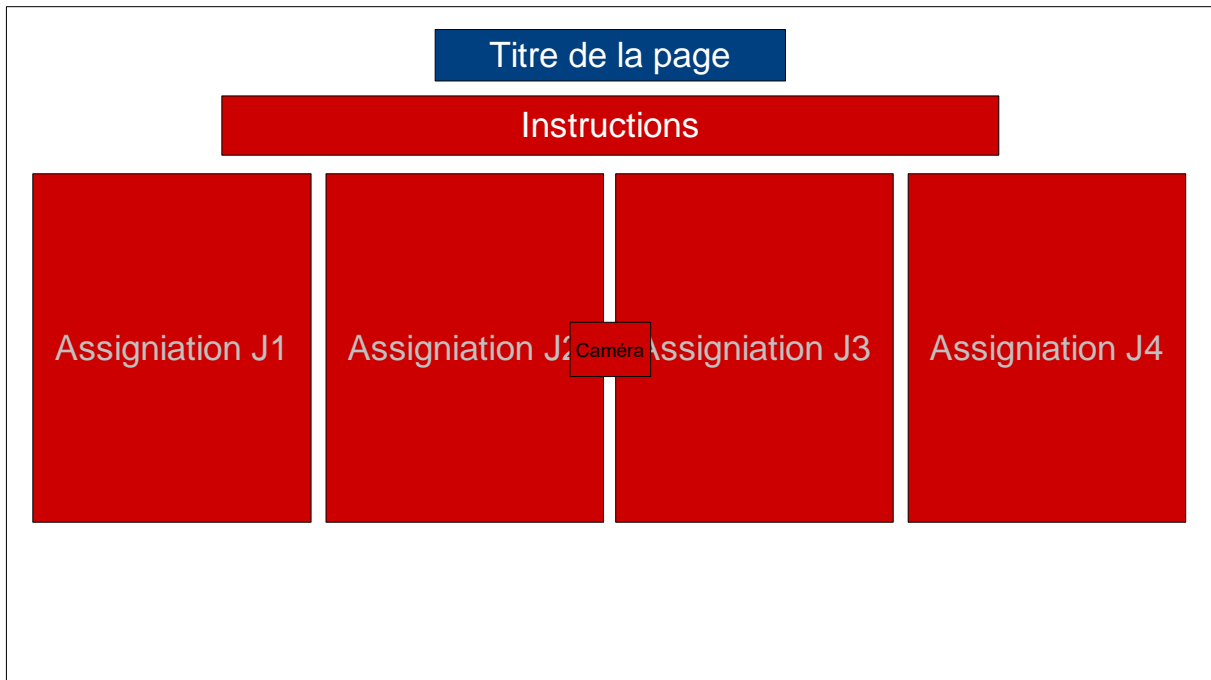 Titre de la page
Instructions
Assigniation J1
Assigniation J2
Caméra
Assigniation J3
Assigniation J4